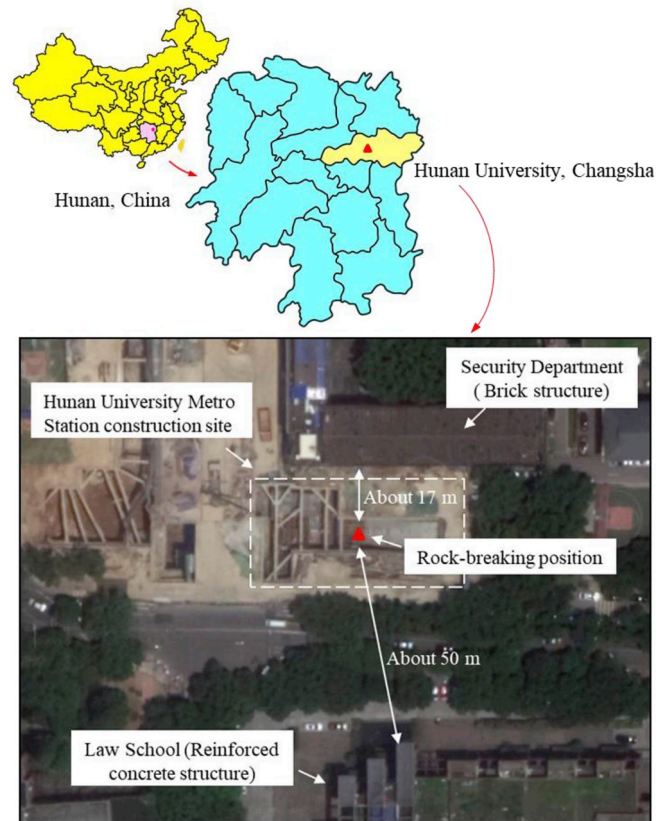 Hunan, China
Hunan University, Changsha
Security Department
( Brick structure)
Hunan University Metro
Station construction site
About 17 m
Rock-breaking position
About 50 m
Law School (Reinforced
concrete structure)